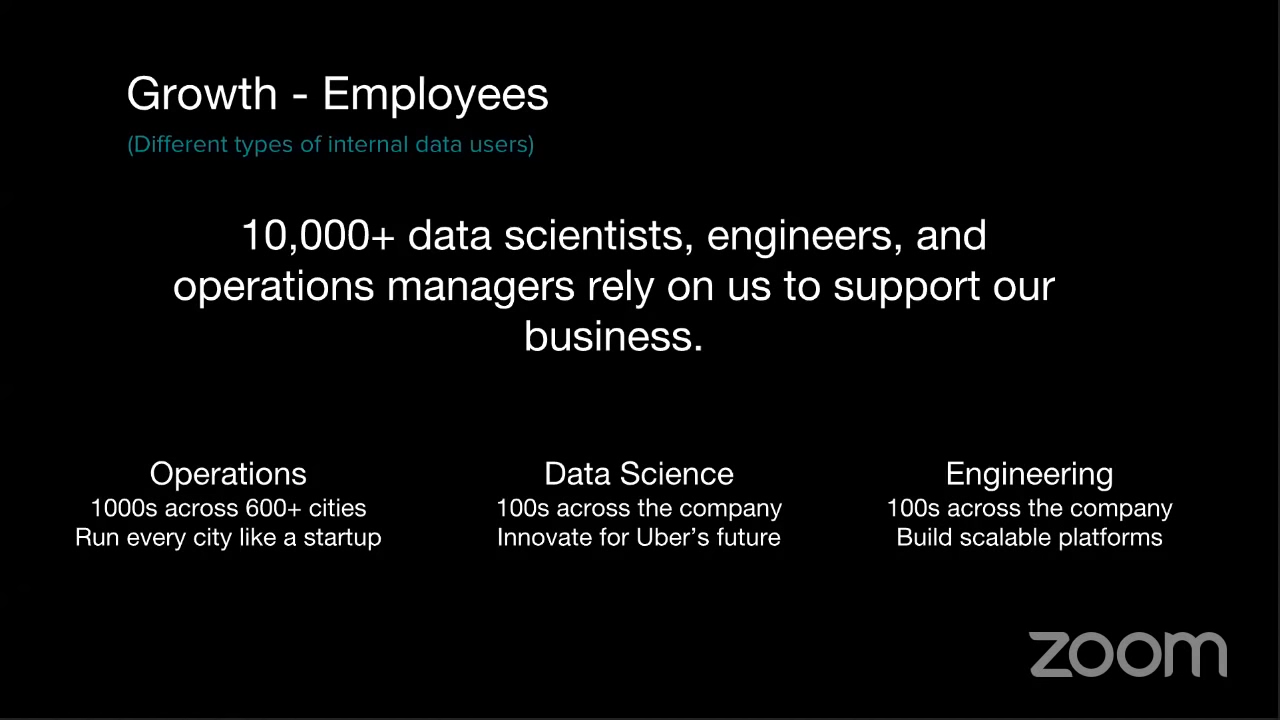 Growth - Employees
(Different types of internal data users)
10,000+ data scientists, engineers, and
operations managers rely on us to support our
business.
Operations
1000s across 600+ cities
Run every city like a startup
Data Science
100s across the company
Innovate for Uber's future
Engineering
100s across the company
Build scalable platforms
zoom